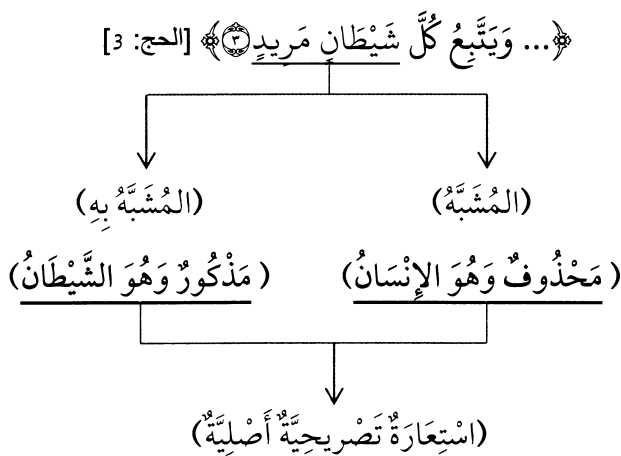 ﴿... وَيَتَّبِعُ كُلَّ شَيْطَانٍ مَرِيدٍ ٣﴾ [الحج: 3]
(المُشَبَّهُ)
(المُشَبَّهُ بِهِ)
(مَحْذُوفٌ وَهُوَ الإِنْسَانُ)
(مَذْكُورٌ وَهُوَ الشَّيْطَانُ)
(اسْتِعَارَةٌ تَصْرِيحِيَّةٌ أَصْلِيَّةٌ)